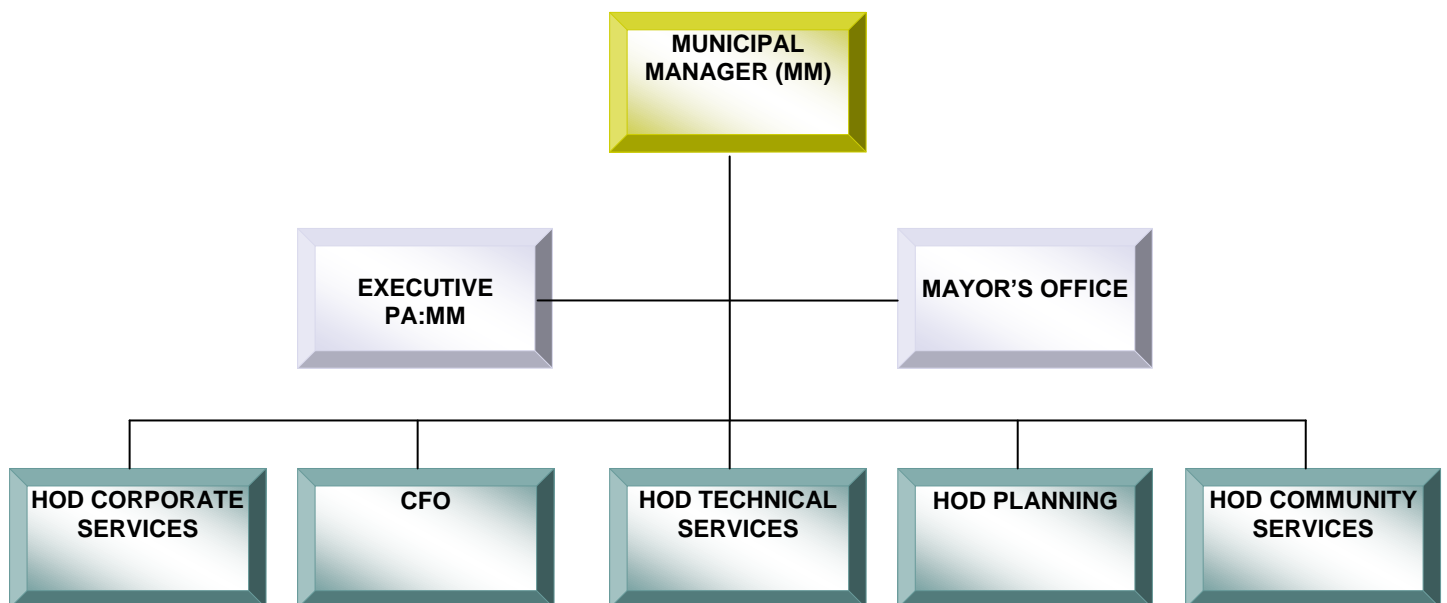 MUNICIPAL
MANAGER (MM)
EXECUTIVE
PA:MM
MAYOR’S OFFICE
HOD CORPORATE
SERVICES
CFO
HOD TECHNICAL
SERVICES
HOD PLANNING
HOD COMMUNITY
SERVICES